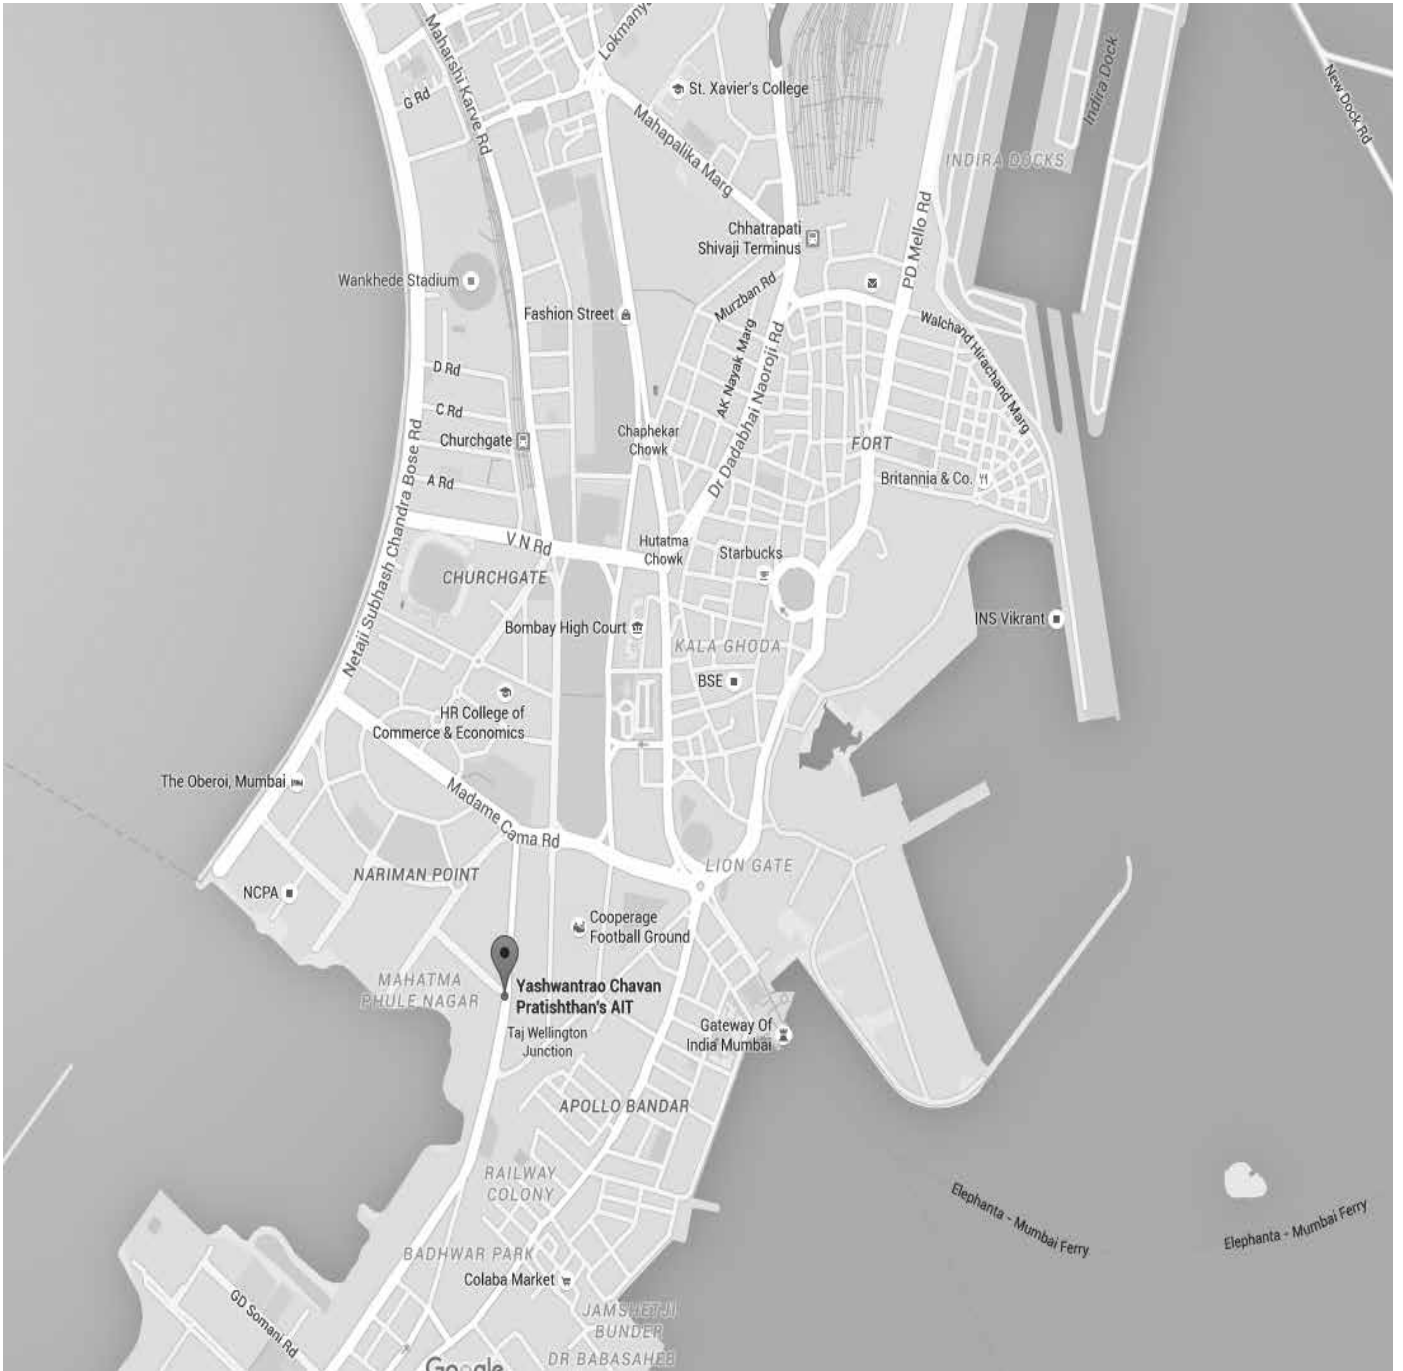 Lokmanya
Maharshi Karve Rd
G Rd
St. Xavier's College
Mahapalika Marg
Indira Dock
New Dock Rd
INDIRA DOCKS
Chhatrapati
Shivaji Terminus
PD Mello Rd
Wankhede Stadium
Murzban Rd
Fashion Street
AK Nayak Marg
Walchand Hirachand Marg
D Rd
Dr Dadabhai Naoroji Rd
C Rd
Churchgate
Chaphekar
Chowk
FORT
A Rd
Britannia & Co.
Netaji Subhash Chandra Bose Rd
V N Rd
Hutatma
Chowk
Starbucks
CHURCHGATE
Bombay High Court
INS Vikrant
KALA GHODA
BSE
HR College of
Commerce & Economics
The Oberoi, Mumbai
Madame Cama Rd
LION GATE
NARIMAN POINT
NCPA
Cooperage
Football Ground
MAHATMA
PHULE NAGAR
Yashwantrao Chavan
Pratishthan's AIT
Taj Wellington
Junction
Gateway Of
India Mumbai
APOLLO BANDAR
RAILWAY
COLONY
Elephanta - Mumbai Ferry
Elephanta - Mumbai Ferry
BADHWAR PARK
Colaba Market
GD Somani Rd
JAMSHETJI
BUNDER
DR BABASAHEB
Google